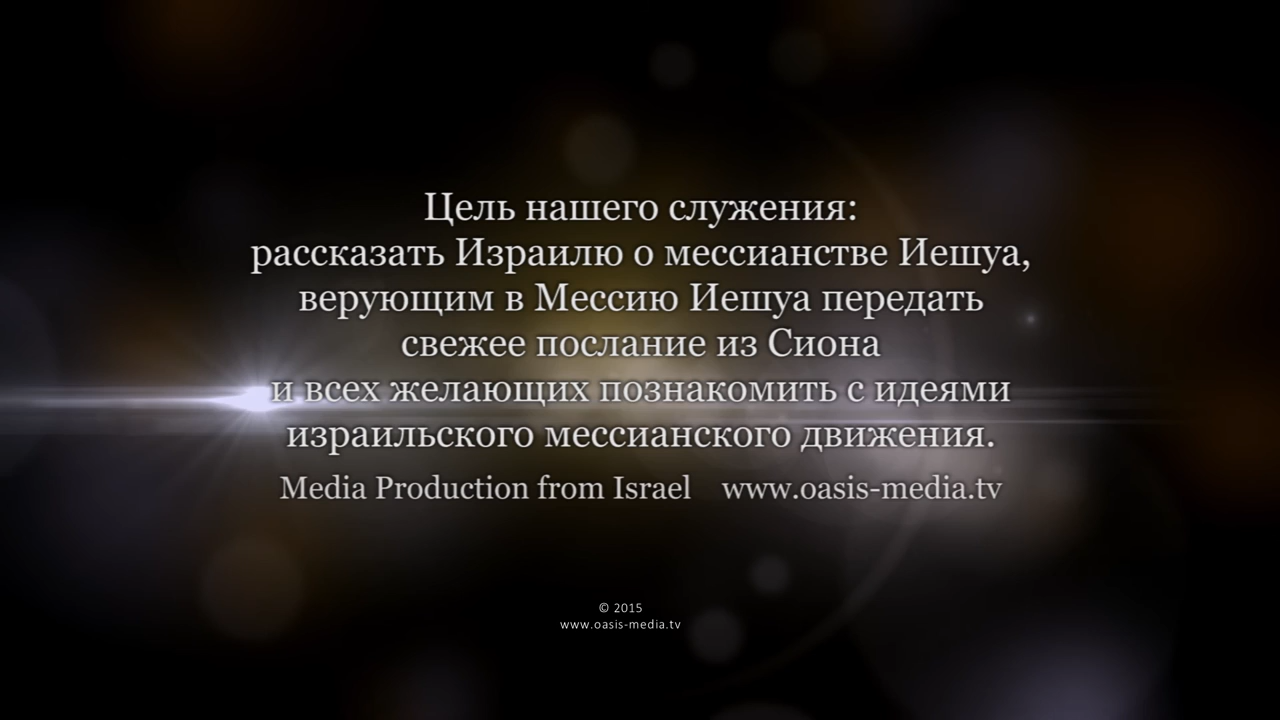 Цель нашего служения:
рассказать Израилю о мессианстве Иешуа,
верующим в Мессию Иешуа передать
свежее послание из Сиона
и всех желающих познакомить с идеями
израильского мессианского движения.
Media Production from Israel www.oasis-media.tv
© 2015
www.oasis-media.tv